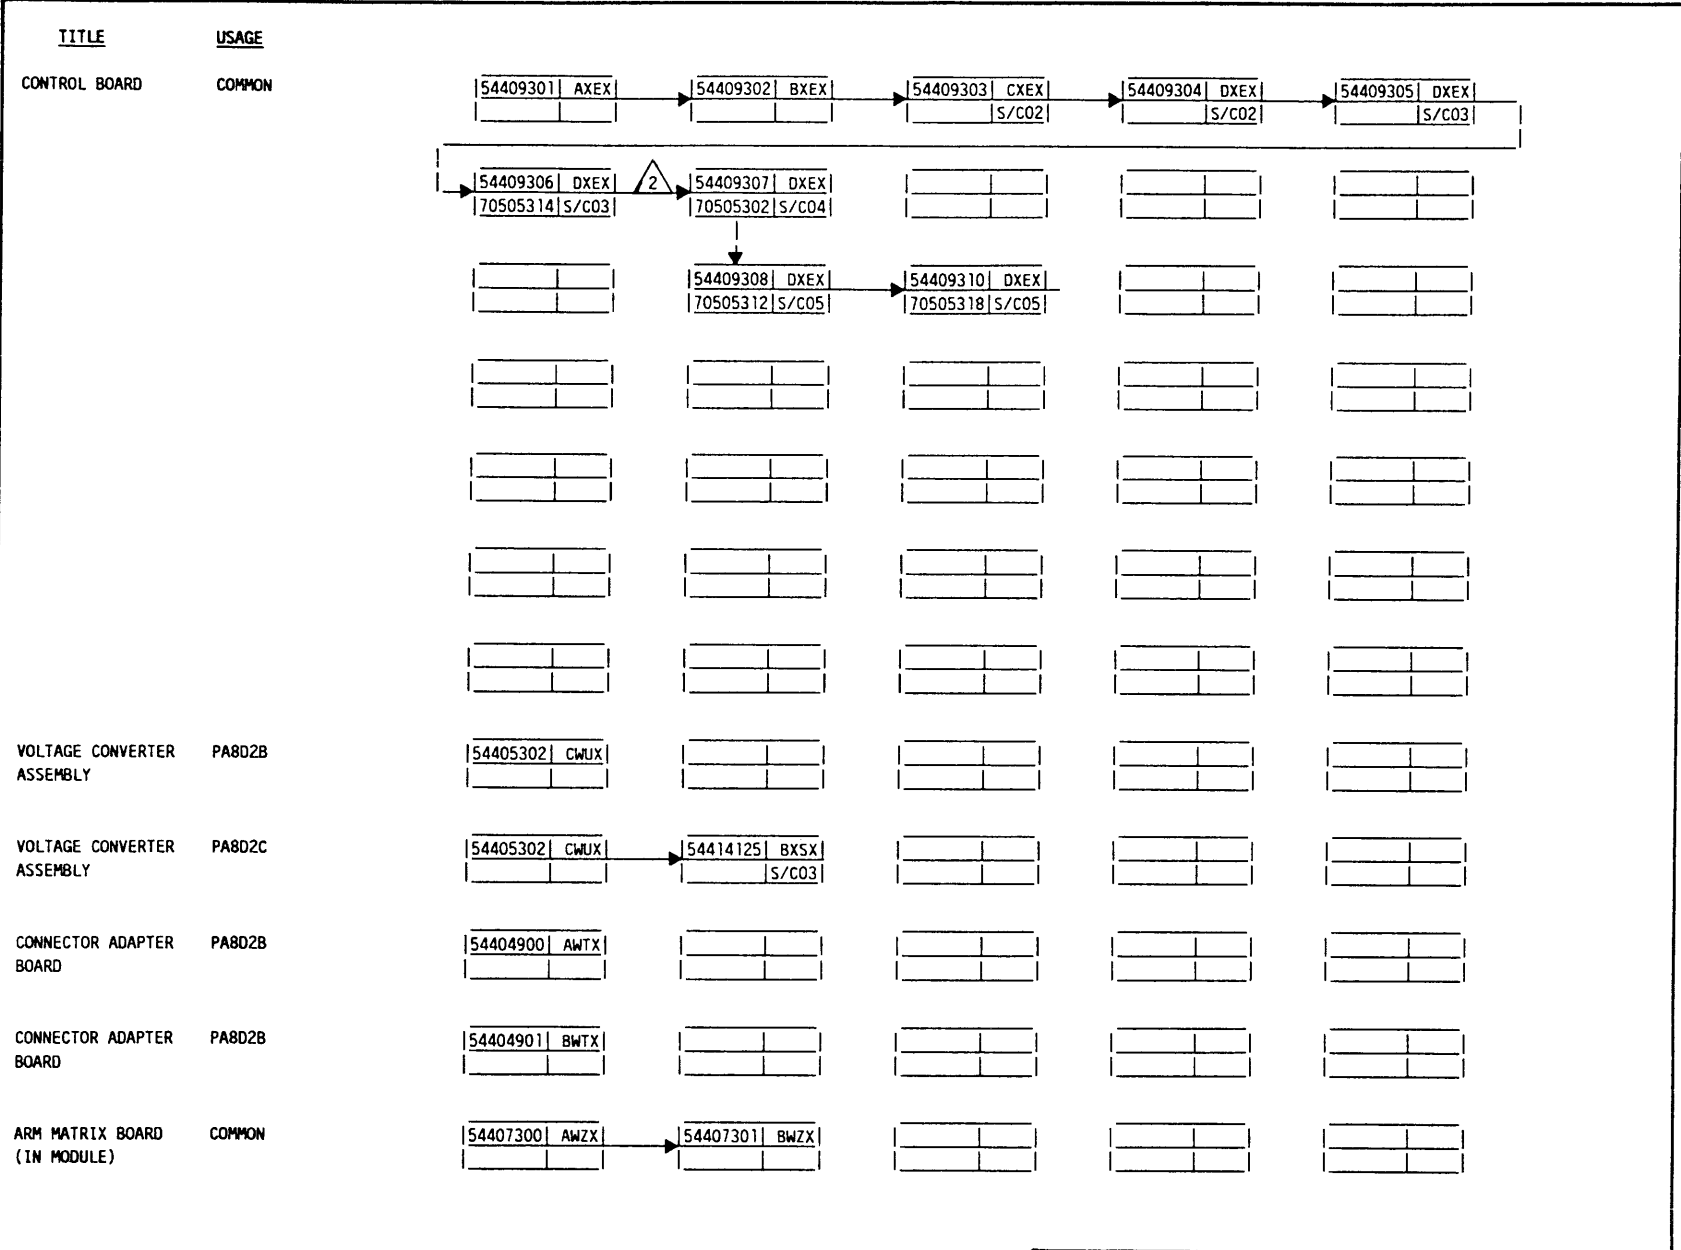 TITLE USAGE
CONTROL BOARD COMMON 54409301 AXEX 54409302 BXEX 54409303 CXEX 54409304 DXEX 54409305 DXEX
S/C02 S/C02 S/C03
54409306 DXEX 2 54409307 DXEX
70505314 S/C03 70505302 S/C04
54409308 DXEX 54409310 DXEX
70505312 S/C05 70505318 S/C05
VOLTAGE CONVERTER PA8D2B 54405302 CWUX
ASSEMBLY
VOLTAGE CONVERTER PA8D2C 54405302 CWUX 54414125 BXSX
ASSEMBLY S/C03
CONNECTOR ADAPTER PA8D2B 54404900 AWTX
BOARD
CONNECTOR ADAPTER PA8D2B 54404901 BWTX
BOARD
ARM MATRIX BOARD COMMON 54407300 AWZX 54407301 BWZX
(IN MODULE)